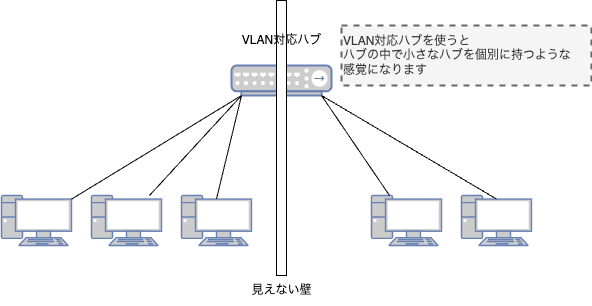 VLAN対応ハブ
VLAN対応ハブを使うと
ハブの中で小さなハブを個別に持つような
感覚になります
見えない壁